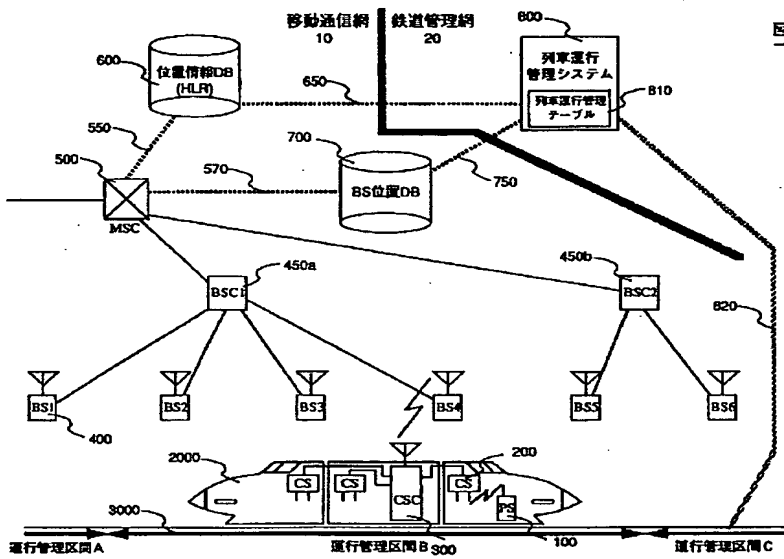 移動通信網
10
鉄道管理網
20
600
位置情報DB
(HLR)
650
800
列車運行
管理システム
列車運行管理
テーブル
810
550
500
MSC
570
700
BS位置DB
750
BSC1
450a
450b
BSC2
820
BS1
BS2
BS3
BS4
BS5
BS6
400
2000
CS
CS
CSC
CS
200
PS
3000
300
100
運行管理区間A
運行管理区間B
運行管理区間C